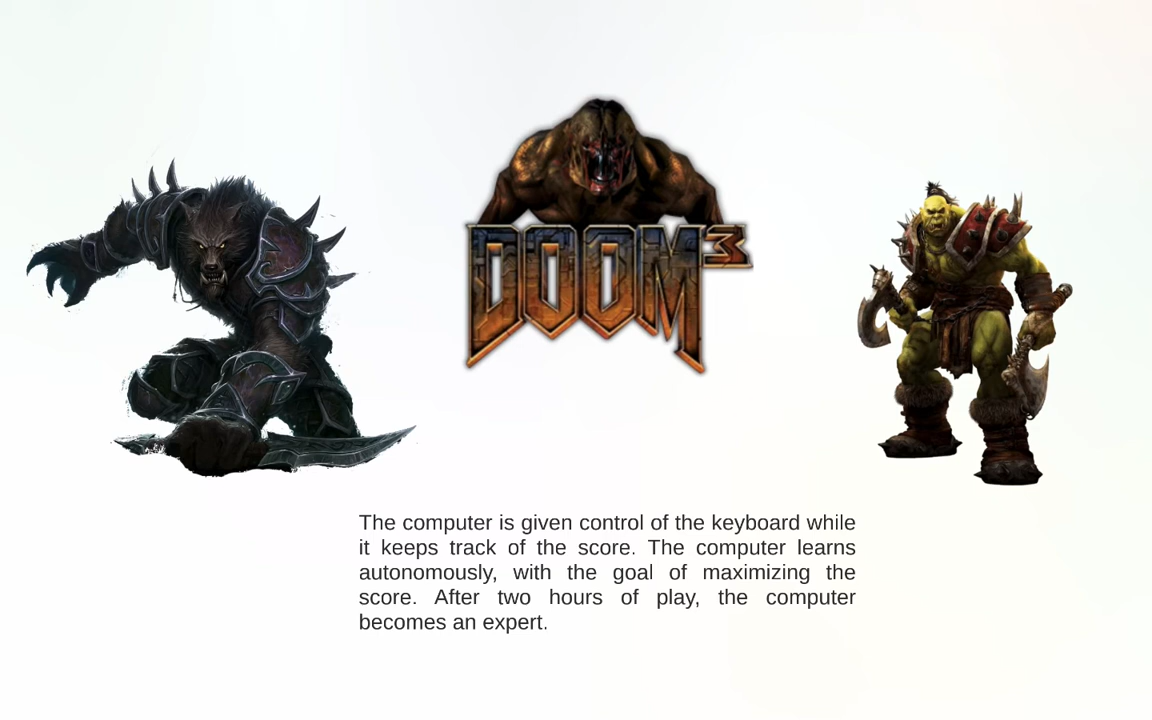 DOOM3
The computer is given control of the keyboard while
it keeps track of the score. The computer learns
autonomously, with the goal of maximizing the
score. After two hours of play, the computer
becomes an expert.